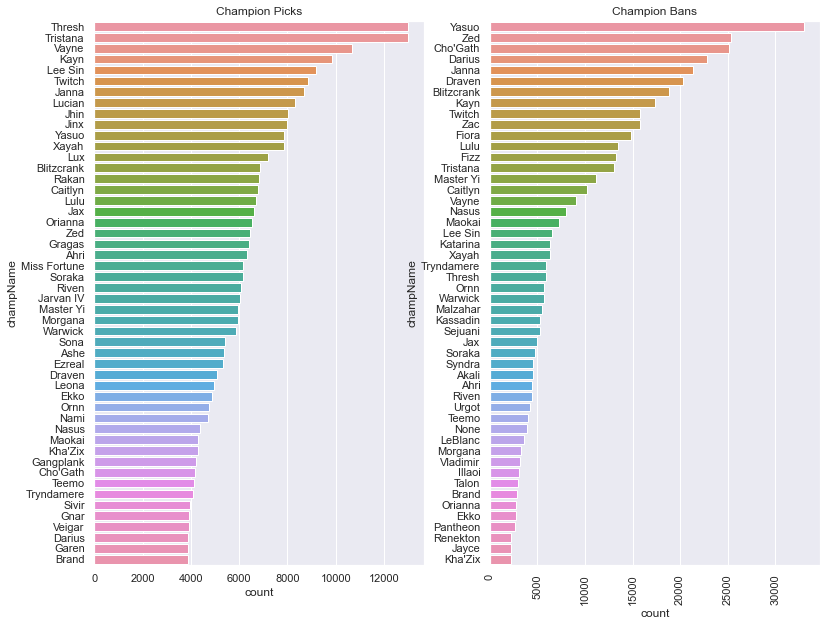 Champion Picks
champName
Thresh
Tristana
Vayne
Kayn
Lee Sin
Twitch
Janna
Lucian
Jhin
Jinx
Yasuo
Xayah
Lux
Blitzcrank
Rakan
Caitlyn
Lulu
Jax
Orianna
Zed
Gragas
Ahri
Miss Fortune
Soraka
Riven
Jarvan IV
Master Yi
Morgana
Warwick
Sona
Ashe
Ezreal
Draven
Leona
Ekko
Ornn
Nami
Nasus
Maokai
Kha'Zix
Gangplank
Cho'Gath
Teemo
Tryndamere
Sivir
Gnar
Veigar
Darius
Garen
Brand
0 2000 4000 6000 8000 10000 12000
count
Champion Bans
champName
Yasuo
Zed
Cho'Gath
Darius
Janna
Draven
Blitzcrank
Kayn
Twitch
Zac
Fiora
Lulu
Fizz
Tristana
Master Yi
Caitlyn
Vayne
Nasus
Maokai
Lee Sin
Katarina
Xayah
Tryndamere
Thresh
Ornn
Warwick
Malzahar
Kassadin
Sejuani
Jax
Soraka
Syndra
Akali
Ahri
Riven
Urgot
Teemo
None
LeBlanc
Morgana
Vladimir
Illaoi
Talon
Brand
Orianna
Ekko
Pantheon
Renekton
Jayce
Kha'Zix
0 5000 10000 15000 20000 25000 30000
count